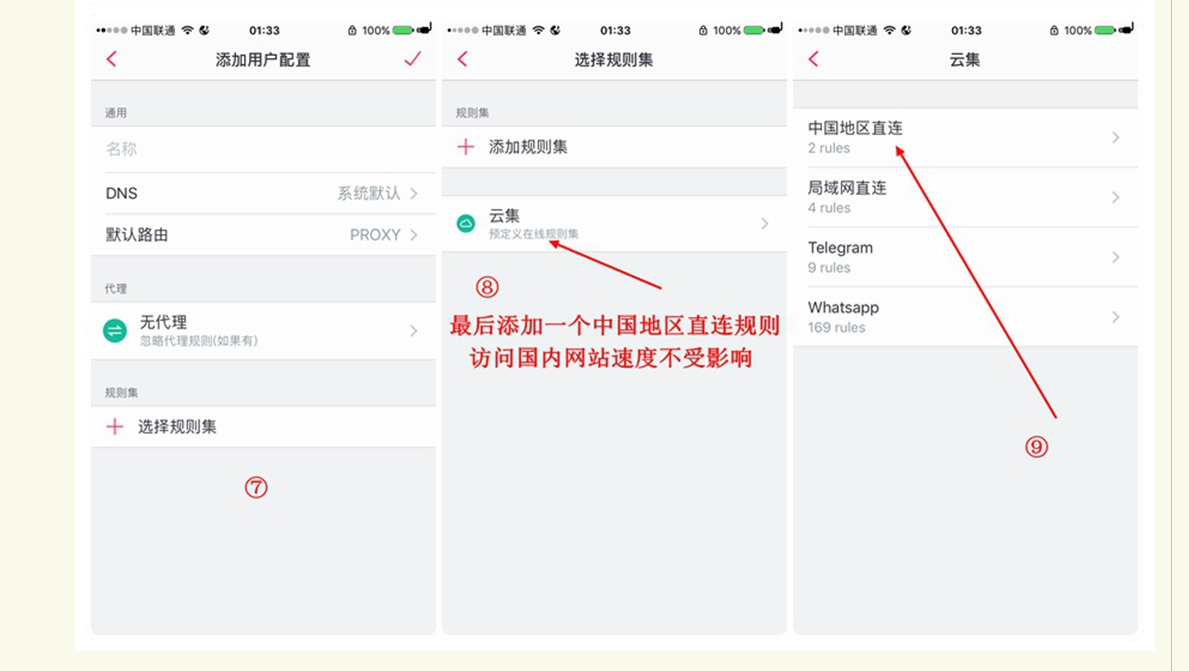 中国联通 01:33 100%
添加用户配置
通用
名称
DNS 系统默认
默认路由 PROXY
代理
无代理
忽略代理规则(如果有)
规则集
选择规则集
⑦
中国联通 01:33 100%
选择规则集
规则集
添加规则集
云集
预定义在线规则集
⑧
最后添加一个中国地区直连规则
访问国内网站速度不受影响
中国联通 01:33 100%
云集
中国地区直连
2 rules
局域网直连
4 rules
Telegram
9 rules
Whatsapp
169 rules
⑨